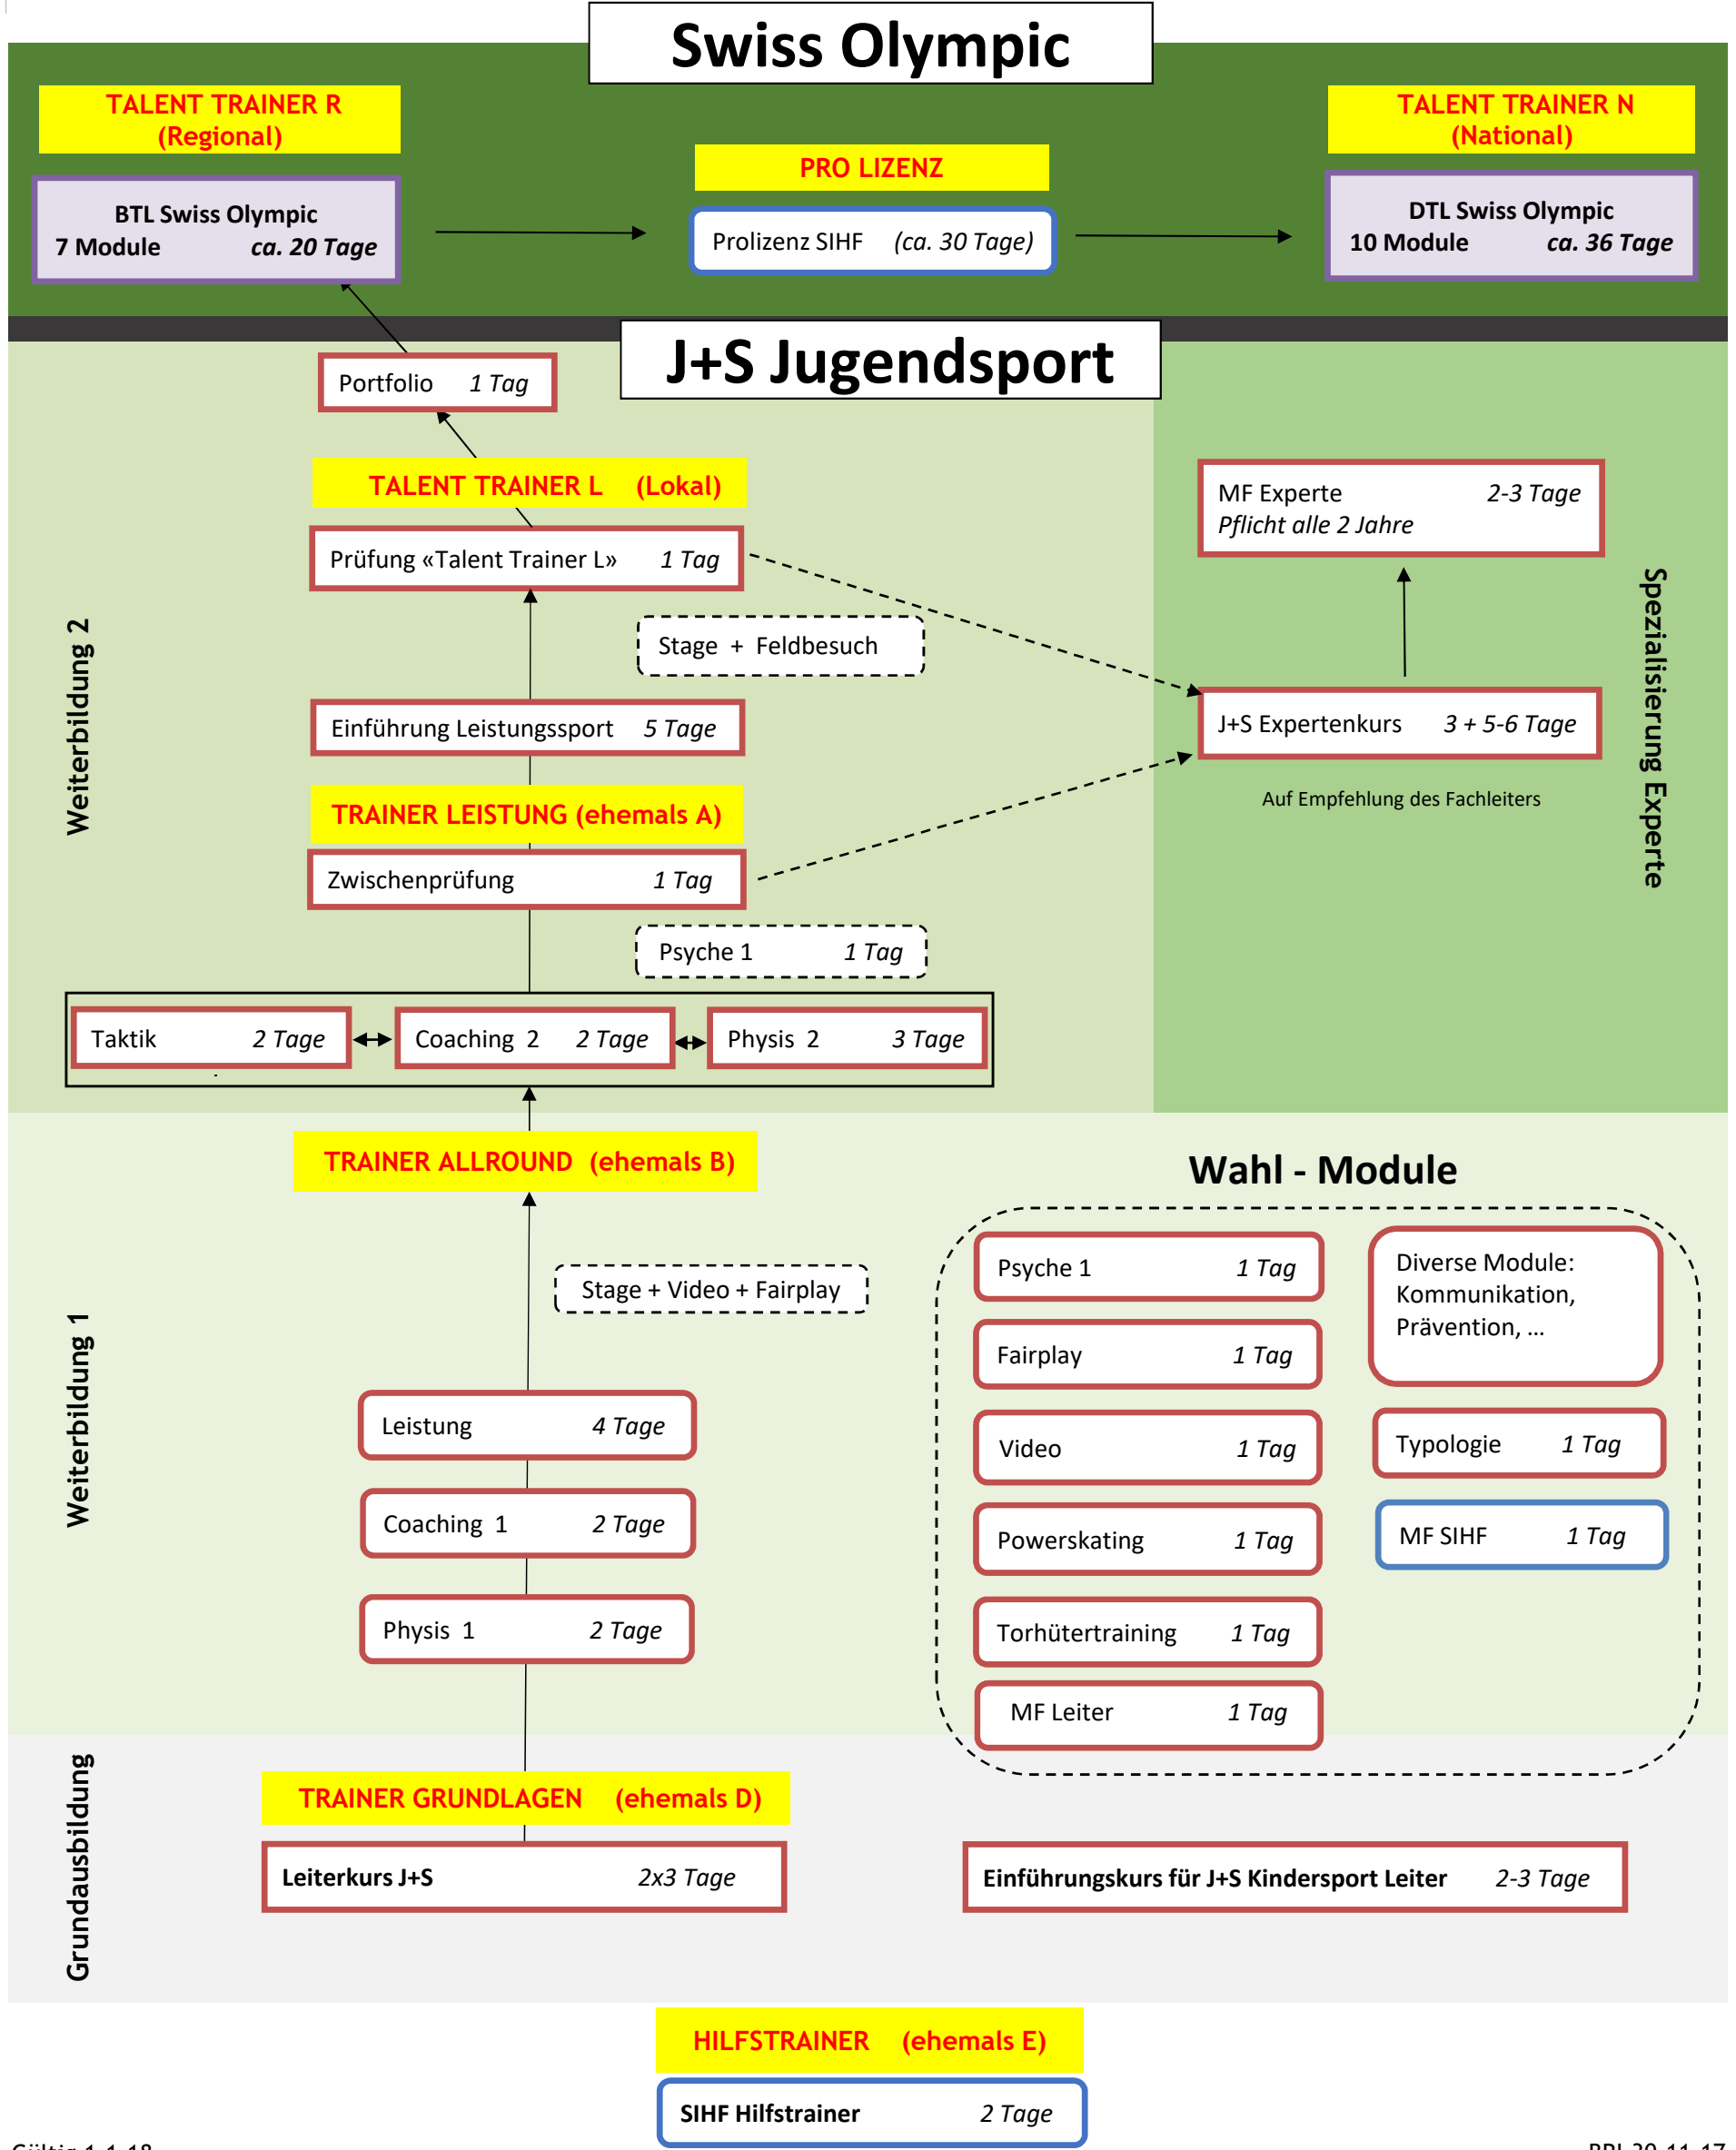 Swiss Olympic
TALENT TRAINER R
(Regional)
BTL Swiss Olympic
7 Module ca. 20 Tage
PRO LIZENZ
Prolizenz SIHF (ca. 30 Tage)
TALENT TRAINER N
(National)
DTL Swiss Olympic
10 Module ca. 36 Tage
J+S Jugendsport
Portfolio 1 Tag
TALENT TRAINER L (Lokal)
Prüfung «Talent Trainer L» 1 Tag
Stage + Feldbesuch
Einführung Leistungssport 5 Tage
TRAINER LEISTUNG (ehemals A)
Zwischenprüfung 1 Tag
Psyche 1 1 Tag
Taktik 2 Tage
Coaching 2 2 Tage
Physis 2 3 Tage
Weiterbildung 2
MF Experte 2-3 Tage
Pflicht alle 2 Jahre
J+S Expertenkurs 3 + 5-6 Tage
Auf Empfehlung des Fachleiters
Spezialisierung Experte
TRAINER ALLROUND (ehemals B)
Stage + Video + Fairplay
Leistung 4 Tage
Coaching 1 2 Tage
Physis 1 2 Tage
Weiterbildung 1
Wahl - Module
Psyche 1 1 Tag
Fairplay 1 Tag
Video 1 Tag
Powerskating 1 Tag
Torhütertraining 1 Tag
MF Leiter 1 Tag
Diverse Module:
Kommunikation,
Prävention, ...
Typologie 1 Tag
MF SIHF 1 Tag
Grundausbildung
TRAINER GRUNDLAGEN (ehemals D)
Leiterkurs J+S 2x3 Tage
Einführungskurs für J+S Kindersport Leiter 2-3 Tage
HILFSTRAINER (ehemals E)
SIHF Hilfstrainer 2 Tage